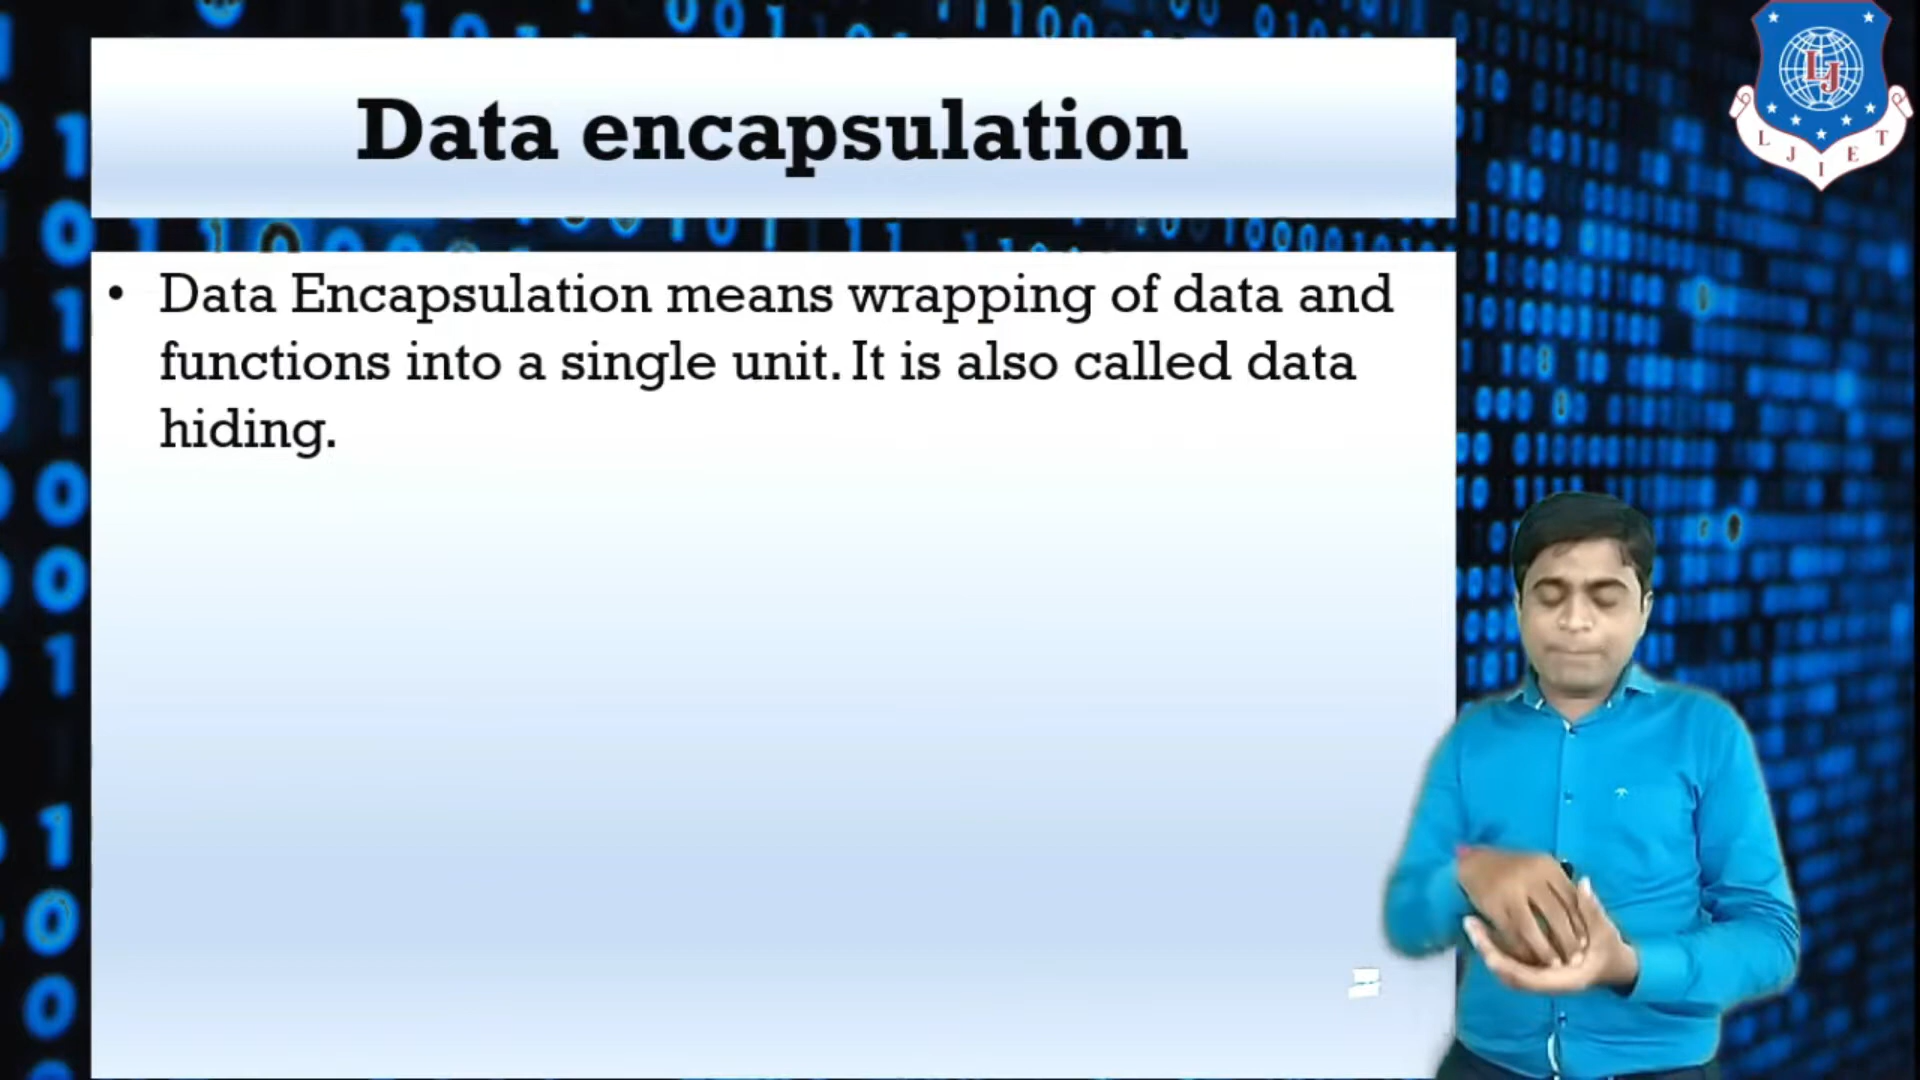 Data encapsulation
• Data Encapsulation means wrapping of data and
functions into a single unit. It is also called data
hiding.
LJ
L J I E T